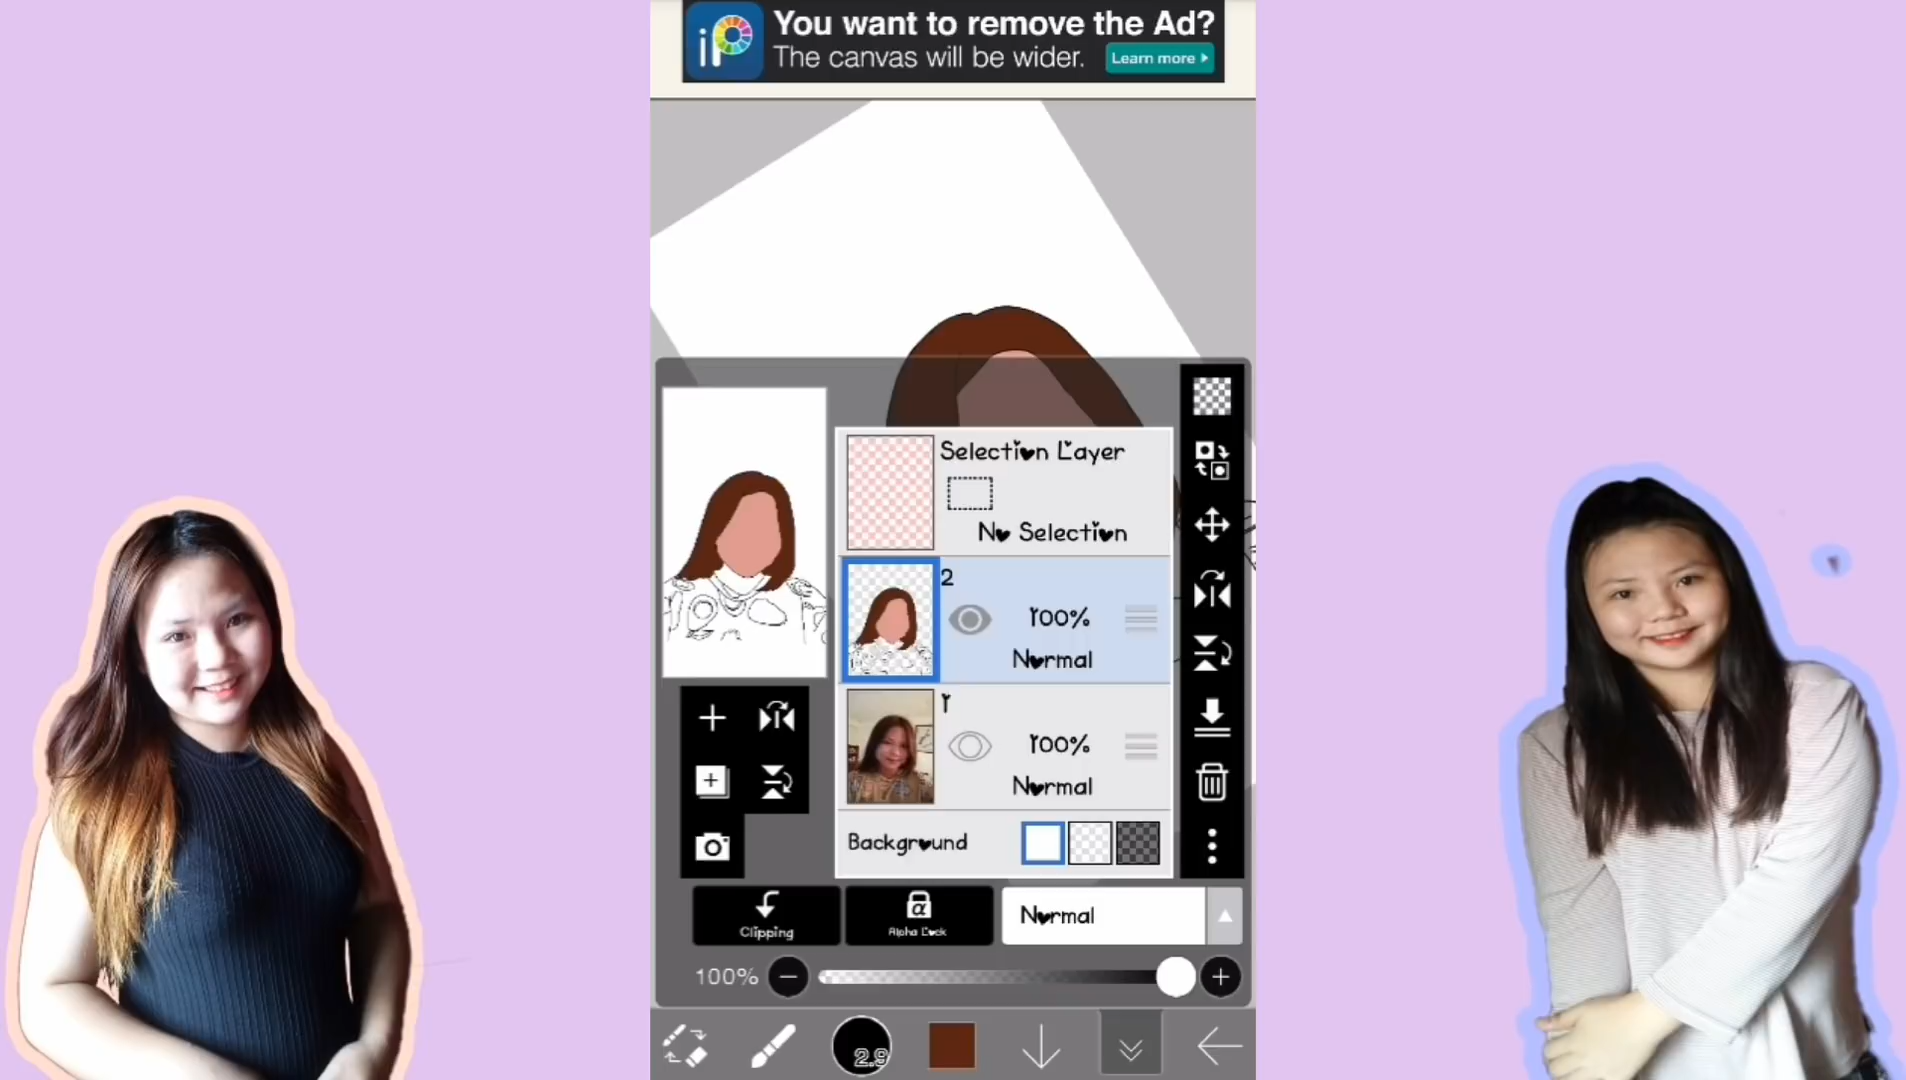 iP
You want to remove the Ad?
The canvas will be wider.
Learn more
Selection Layer
No Selection
2
100%
Normal
1
100%
Normal
Background
Clipping
α
Alpha Lock
Normal
100%
2.9